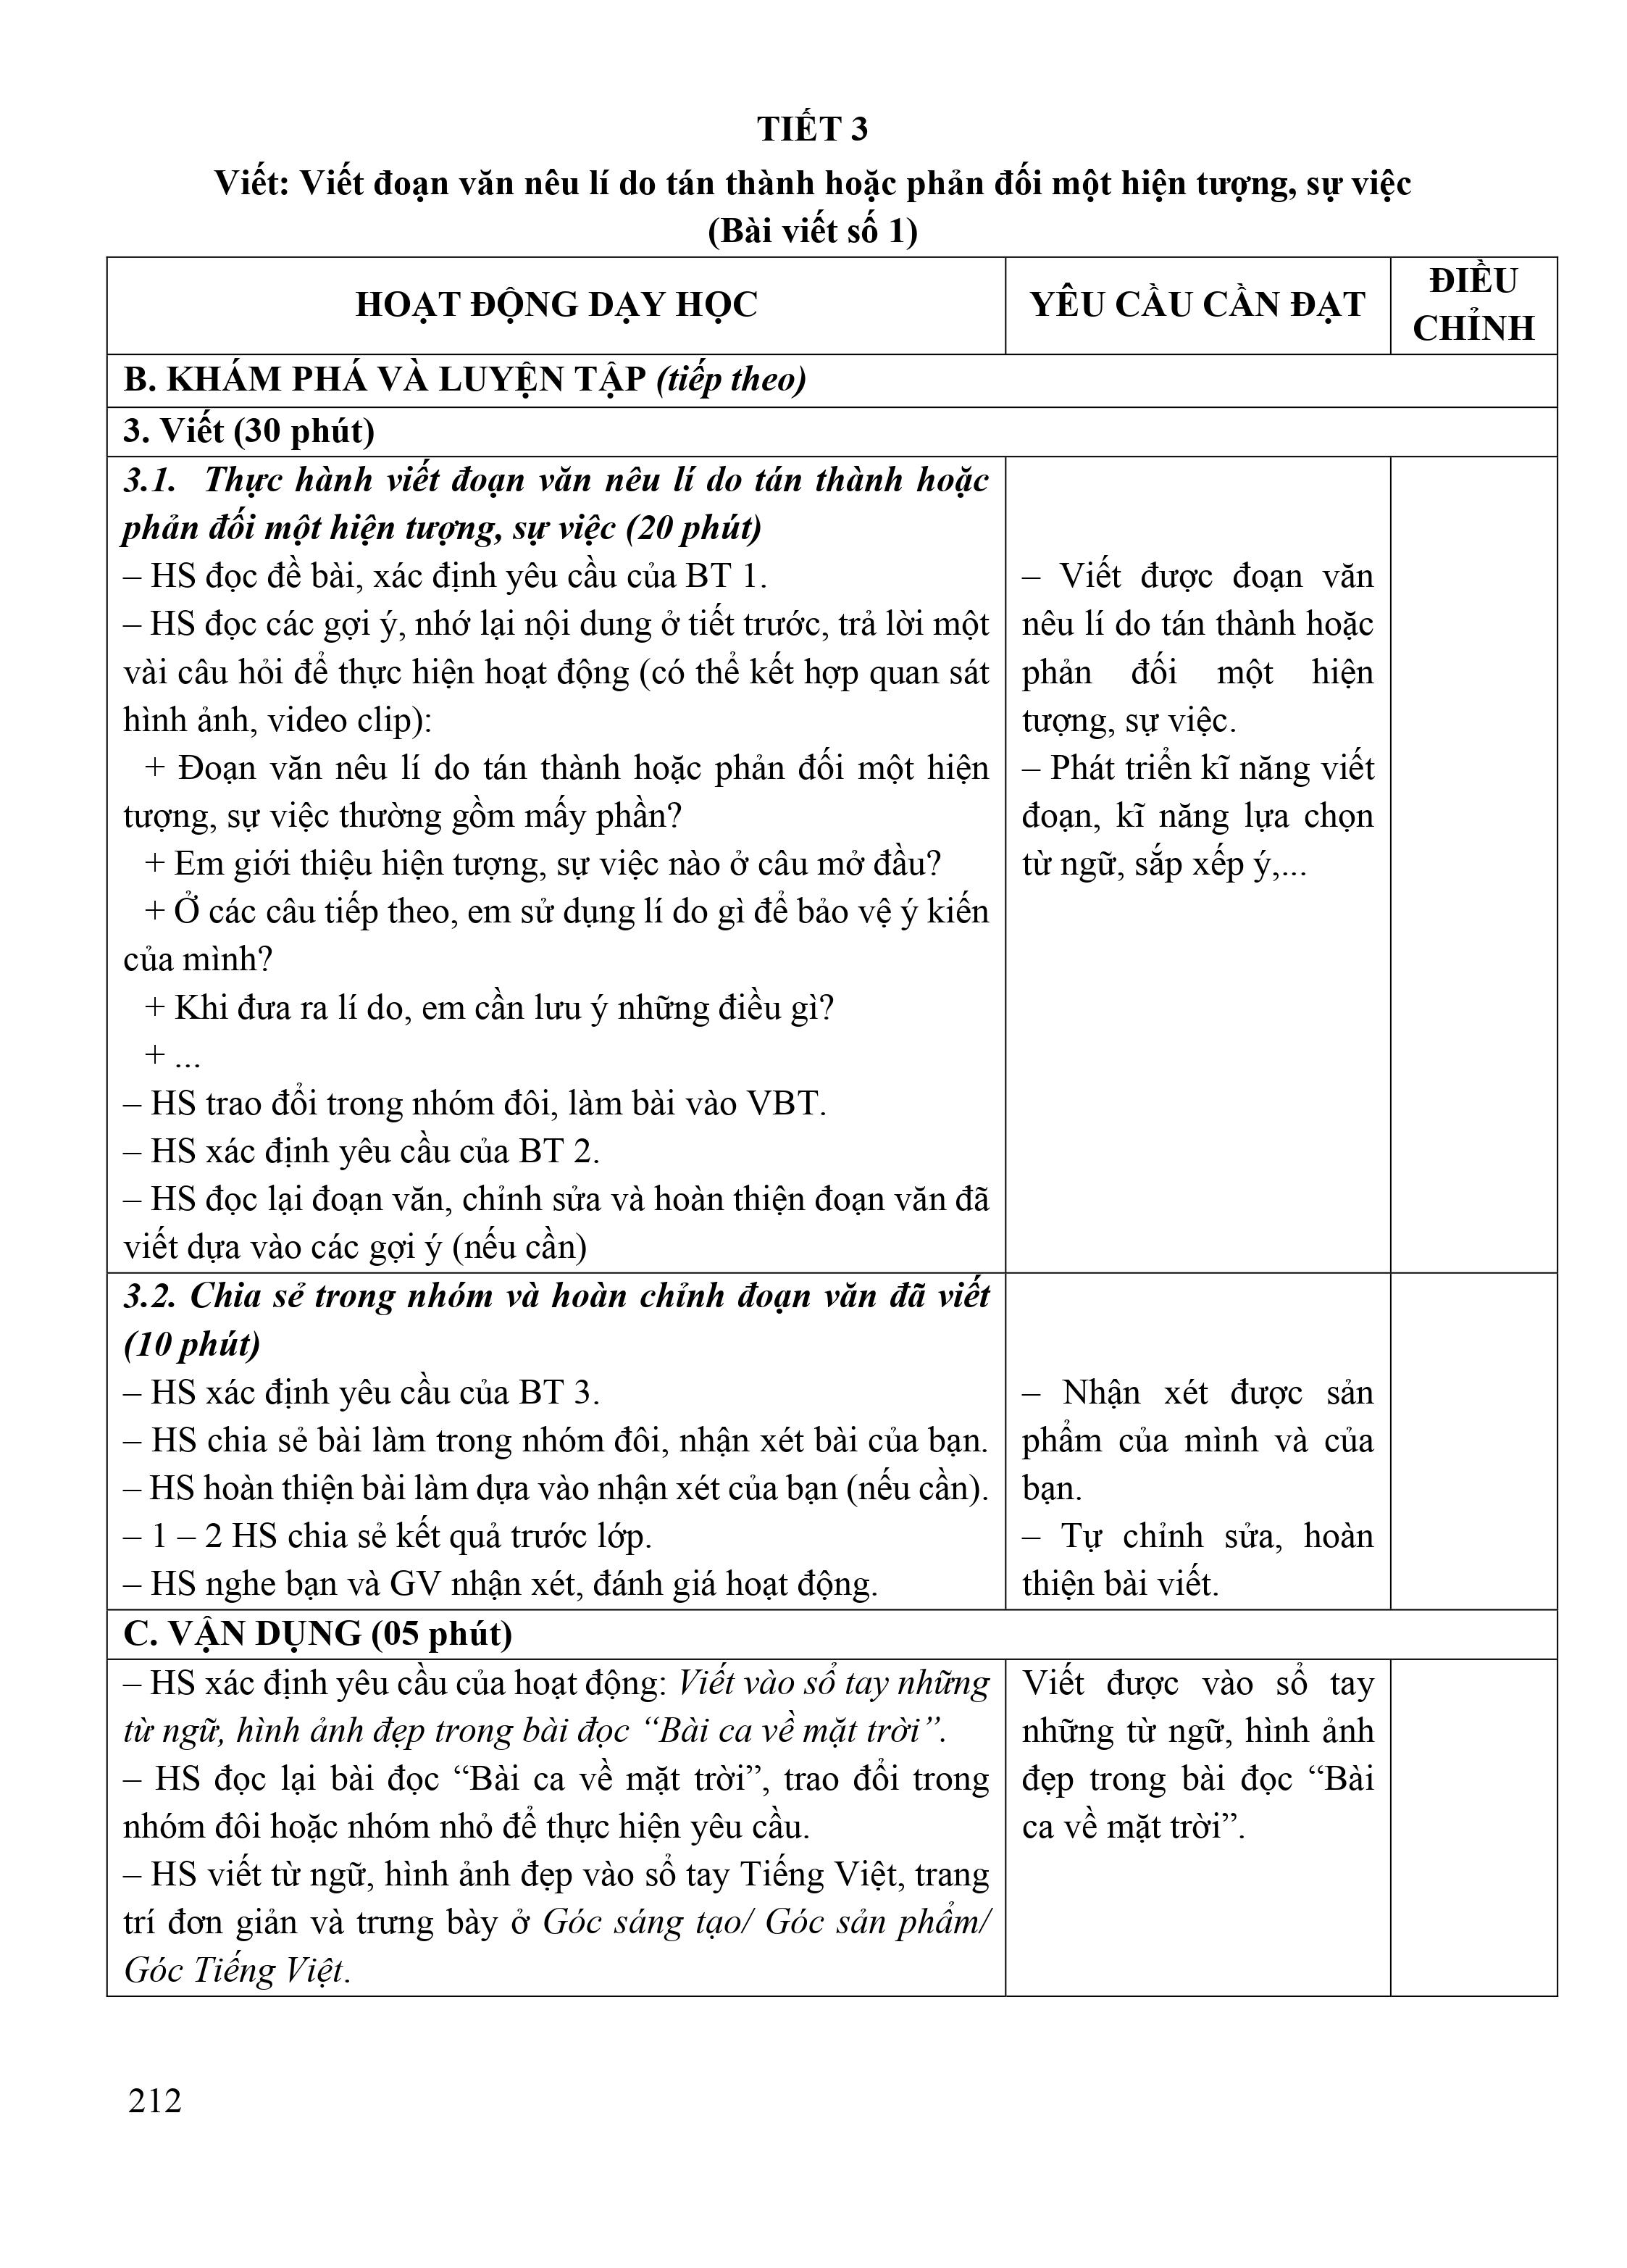 TIẾT 3
Viết: Viết đoạn văn nêu lí do tán thành hoặc phản đối một hiện tượng, sự việc
(Bài viết số 1)
HOẠT ĐỘNG DẠY HỌC
YÊU CẦU CẦN ĐẠT
ĐIỀU
CHỈNH
B. KHÁM PHÁ VÀ LUYỆN TẬP (tiếp theo)
3. Viết (30 phút)
3.1. Thực hành viết đoạn văn nêu lí do tán thành hoặc
phản đối một hiện tượng, sự việc (20 phút)
– HS đọc đề bài, xác định yêu cầu của BT 1.
– HS đọc các gợi ý, nhớ lại nội dung ở tiết trước, trả lời một
vài câu hỏi để thực hiện hoạt động (có thể kết hợp quan sát
hình ảnh, video clip):
+ Đoạn văn nêu lí do tán thành hoặc phản đối một hiện
tượng, sự việc thường gồm mấy phần?
+ Em giới thiệu hiện tượng, sự việc nào ở câu mở đầu?
+ Ở các câu tiếp theo, em sử dụng lí do gì để bảo vệ ý kiến
của mình?
+ Khi đưa ra lí do, em cần lưu ý những điều gì?
+ ...
– HS trao đổi trong nhóm đôi, làm bài vào VBT.
– HS xác định yêu cầu của BT 2.
– HS đọc lại đoạn văn, chỉnh sửa và hoàn thiện đoạn văn đã
viết dựa vào các gợi ý (nếu cần)
– Viết được đoạn văn
nêu lí do tán thành hoặc
phản đối một hiện
tượng, sự việc.
– Phát triển kĩ năng viết
đoạn, kĩ năng lựa chọn
từ ngữ, sắp xếp ý,...
3.2. Chia sẻ trong nhóm và hoàn chỉnh đoạn văn đã viết
(10 phút)
– HS xác định yêu cầu của BT 3.
– HS chia sẻ bài làm trong nhóm đôi, nhận xét bài của bạn.
– HS hoàn thiện bài làm dựa vào nhận xét của bạn (nếu cần).
– 1 – 2 HS chia sẻ kết quả trước lớp.
– HS nghe bạn và GV nhận xét, đánh giá hoạt động.
– Nhận xét được sản
phẩm của mình và của
bạn.
– Tự chỉnh sửa, hoàn
thiện bài viết.
C. VẬN DỤNG (05 phút)
– HS xác định yêu cầu của hoạt động: Viết vào sổ tay những
từ ngữ, hình ảnh đẹp trong bài đọc “Bài ca về mặt trời”.
– HS đọc lại bài đọc “Bài ca về mặt trời”, trao đổi trong
nhóm đôi hoặc nhóm nhỏ để thực hiện yêu cầu.
– HS viết từ ngữ, hình ảnh đẹp vào sổ tay Tiếng Việt, trang
trí đơn giản và trưng bày ở Góc sáng tạo/ Góc sản phẩm/
Góc Tiếng Việt.
Viết được vào sổ tay
những từ ngữ, hình ảnh
đẹp trong bài đọc “Bài
ca về mặt trời”.
212